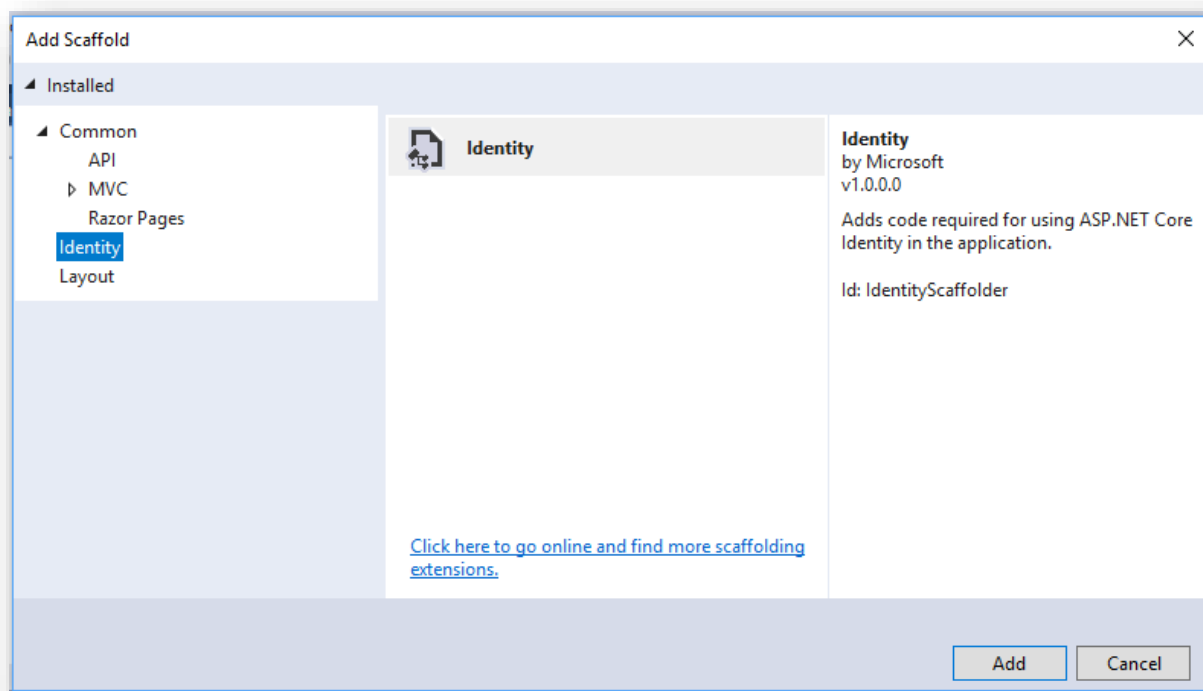 Add Scaffold
Installed
Common
API
MVC
Razor Pages
Identity
Layout
Identity
Click here to go online and find more scaffolding
extensions.
Identity
by Microsoft
v1.0.0.0
Adds code required for using ASP.NET Core
Identity in the application.
Id: IdentityScaffolder
Add
Cancel